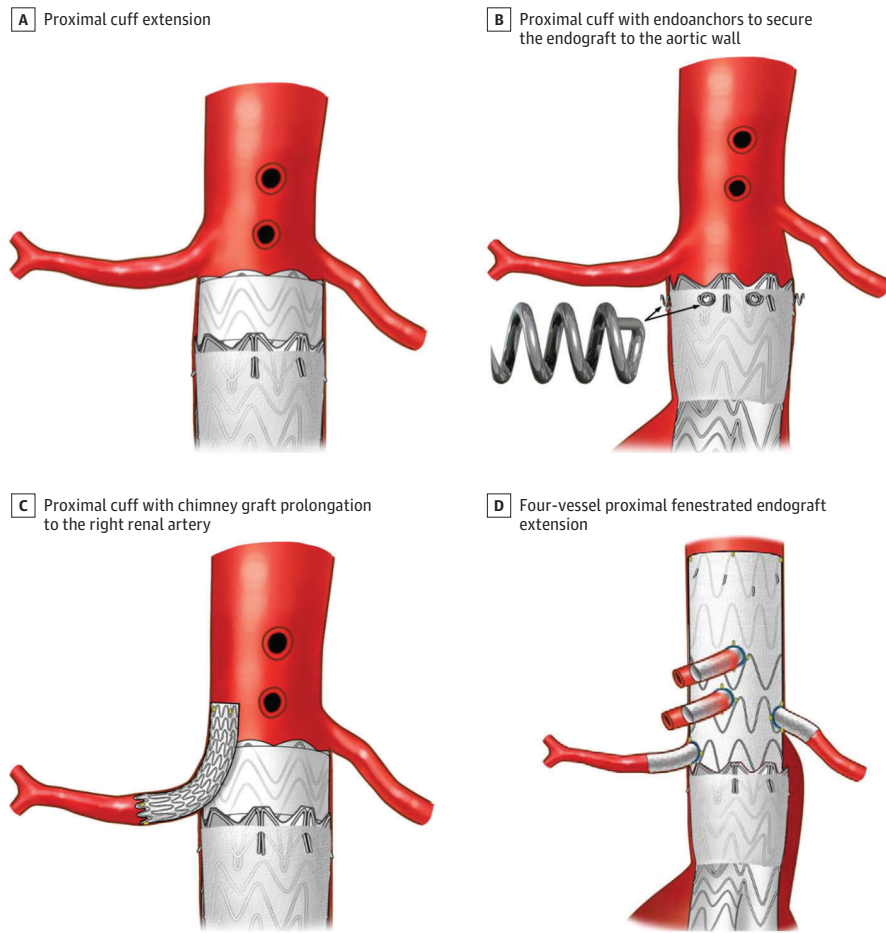 A Proximal cuff extension
B Proximal cuff with endoanchors to secure
the endograft to the aortic wall
C Proximal cuff with chimney graft prolongation
to the right renal artery
D Four-vessel proximal fenestrated endograft
extension